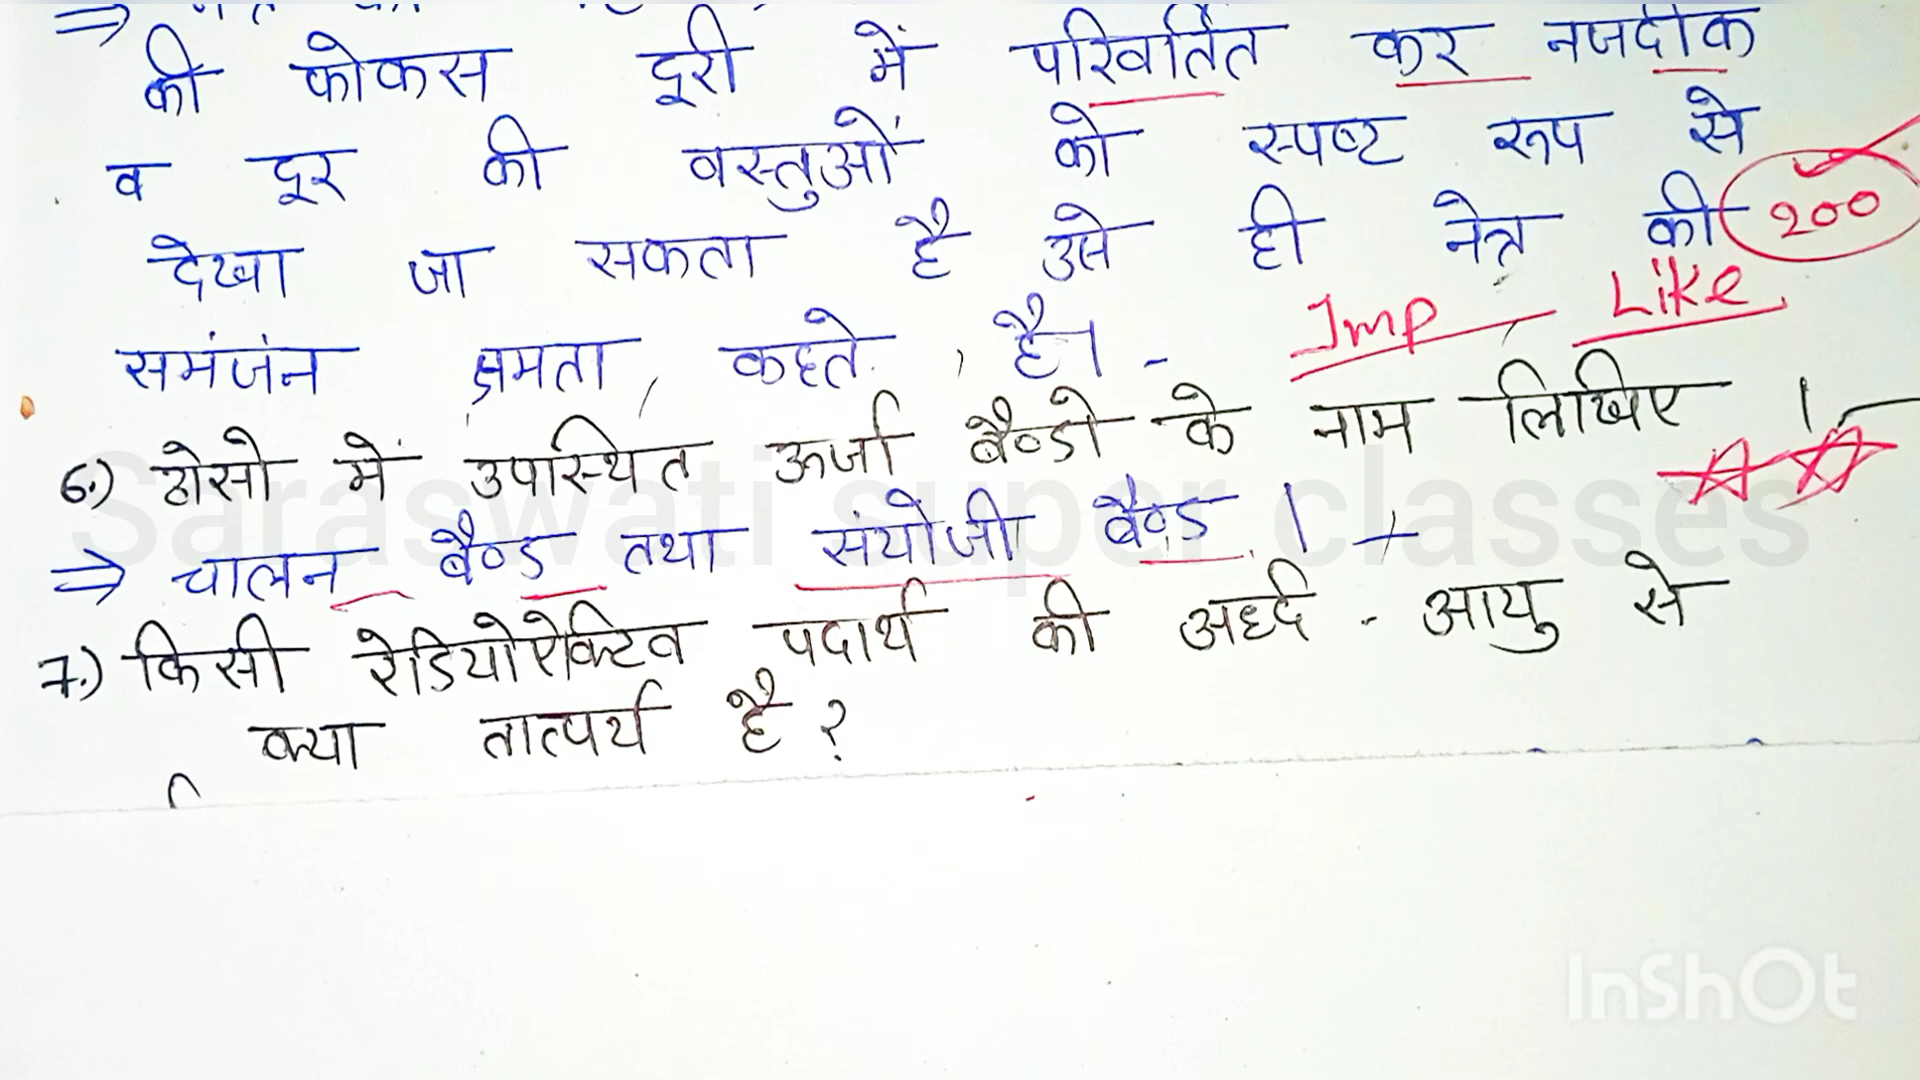 की फोकस दूरी में परिवर्तित कर नजदीक
व दूर की वस्तुओं को स्पष्ट रूप से
देखा जा सकता है उसे ही नेत्र की 200
समंजंन क्षमता कहते है। Imp Like
6.) ठोसो में उपस्थित ऊर्जा बैण्डो के नाम लिखिए ।
Saraswati super classes
⇒ चालन बैण्ड तथा संयोजी बैण्ड ।
7.) किसी रेडियोऐक्टिव पदार्थ की अर्ध्द - आयु से
क्या तात्पर्य है ?
InShOt